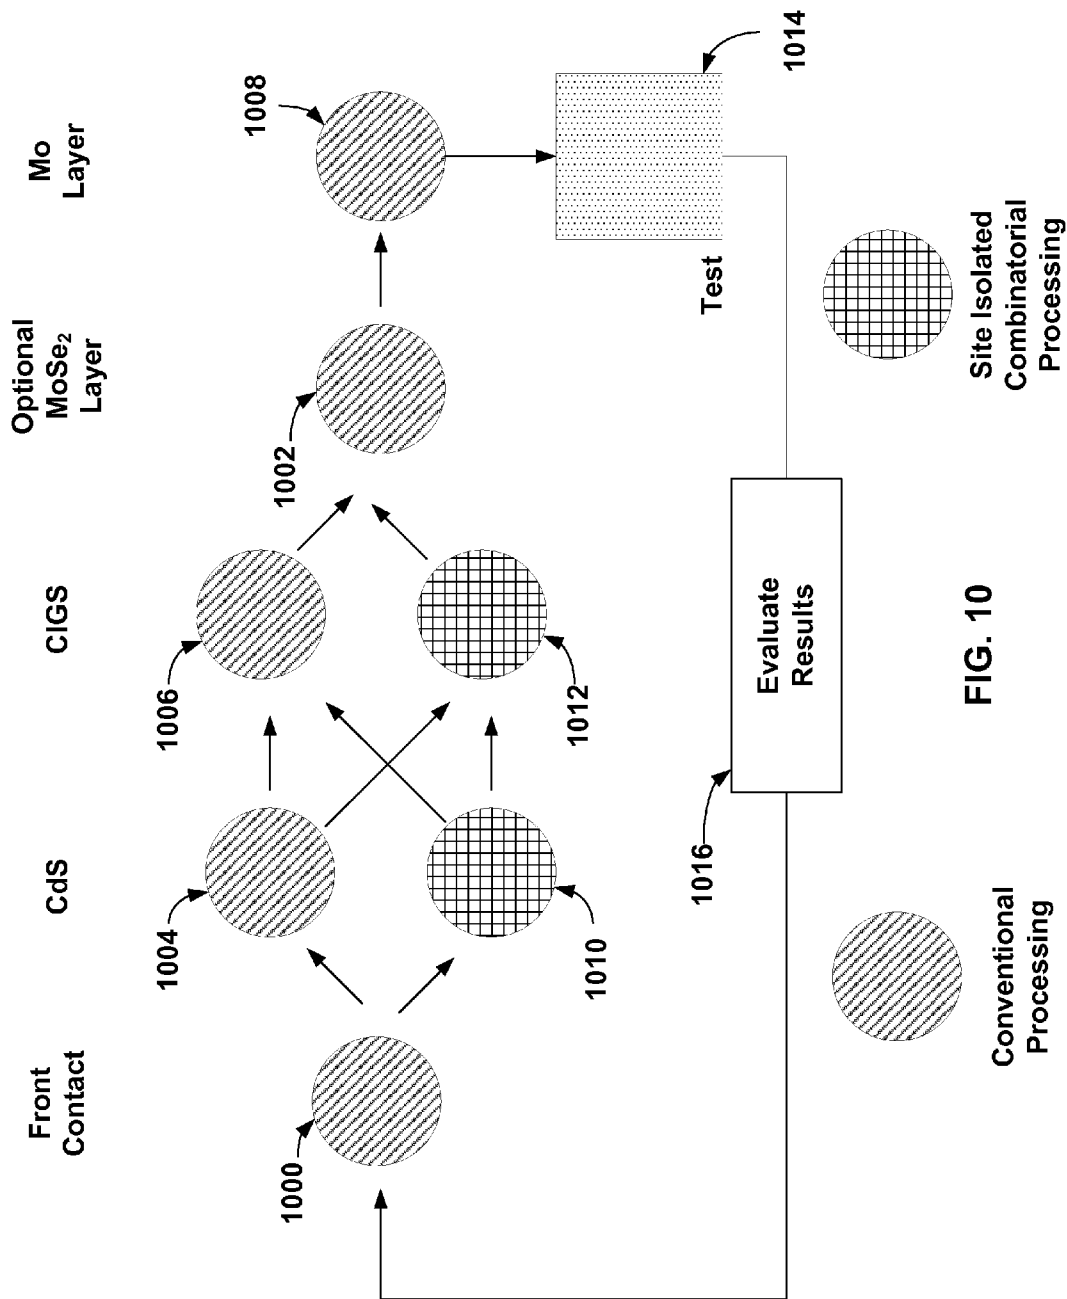 Front
Contact
CdS
CIGS
Optional
MoSe2
Layer
Mo
Layer
1000
1004
1006
1002
1008
1010
1012
1014
Test
1016
Evaluate
Results
Conventional
Processing
Site Isolated
Combinatorial
Processing
FIG. 10